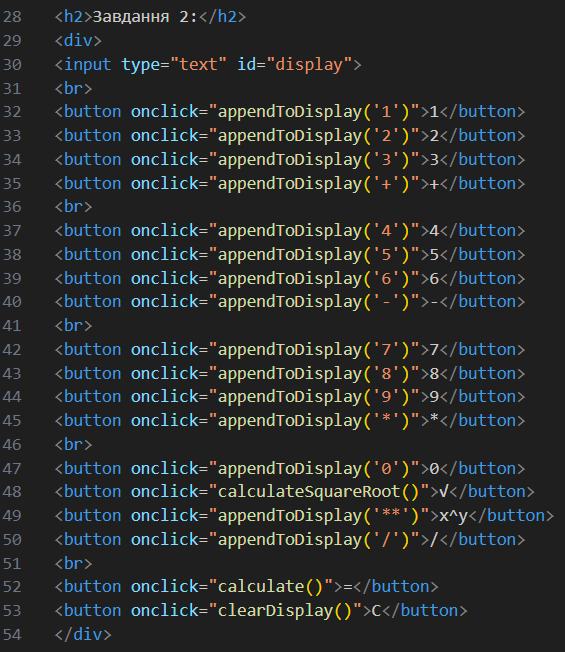 28 <h2>Завдання 2:</h2>
29 <div>
30 <input type="text" id="display">
31 <br>
32 <button onclick="appendToDisplay('1')">1</button>
33 <button onclick="appendToDisplay('2')">2</button>
34 <button onclick="appendToDisplay('3')">3</button>
35 <button onclick="appendToDisplay('+')">+</button>
36 <br>
37 <button onclick="appendToDisplay('4')">4</button>
38 <button onclick="appendToDisplay('5')">5</button>
39 <button onclick="appendToDisplay('6')">6</button>
40 <button onclick="appendToDisplay('-')">-</button>
41 <br>
42 <button onclick="appendToDisplay('7')">7</button>
43 <button onclick="appendToDisplay('8')">8</button>
44 <button onclick="appendToDisplay('9')">9</button>
45 <button onclick="appendToDisplay('*')">*</button>
46 <br>
47 <button onclick="appendToDisplay('0')">0</button>
48 <button onclick="calculateSquareRoot()">√</button>
49 <button onclick="appendToDisplay('**')">x^y</button>
50 <button onclick="appendToDisplay('/')">/</button>
51 <br>
52 <button onclick="calculate()">=</button>
53 <button onclick="clearDisplay()">C</button>
54 </div>